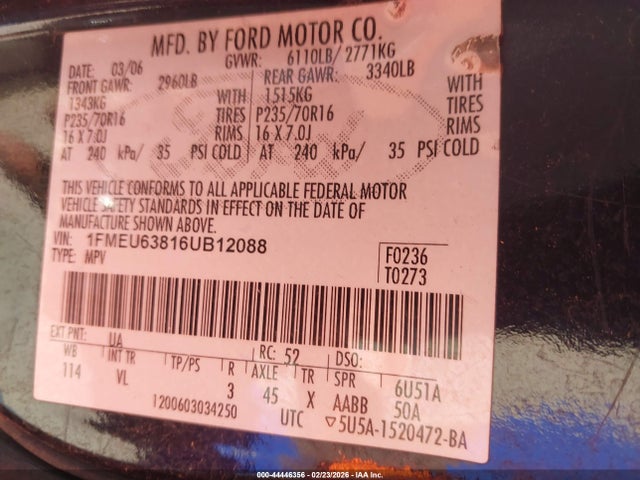 MFD. BY FORD MOTOR CO.
DATE: 03/06 GVWR: 6110LB/ 2771KG
FRONT GAWR: 2960LB REAR GAWR: 3340LB
1343KG WITH 1515KG WITH
P235/70R16 TIRES P235/70R16 TIRES
16 X 7.0J RIMS 16 X 7.0J RIMS
AT 240 kPa/ 35 PSI COLD AT 240 kPa/ 35 PSI COLD
THIS VEHICLE CONFORMS TO ALL APPLICABLE FEDERAL MOTOR
VEHICLE SAFETY STANDARDS IN EFFECT ON THE DATE OF
MANUFACTURE SHOWN ABOVE.
VIN: 1FMEU63816UB12088 F0236
TYPE: MPV T0273
EXT PNT: UA RC: 52 DSO:
WB INT TR TP/PS R AXLE TR SPR 6U51A
114 VL 3 45 X AABB 50A
1200603034250 UTC ▽5U5A-1520472-BA
000-44446356 - 02/23/2026 - IAAI.COM